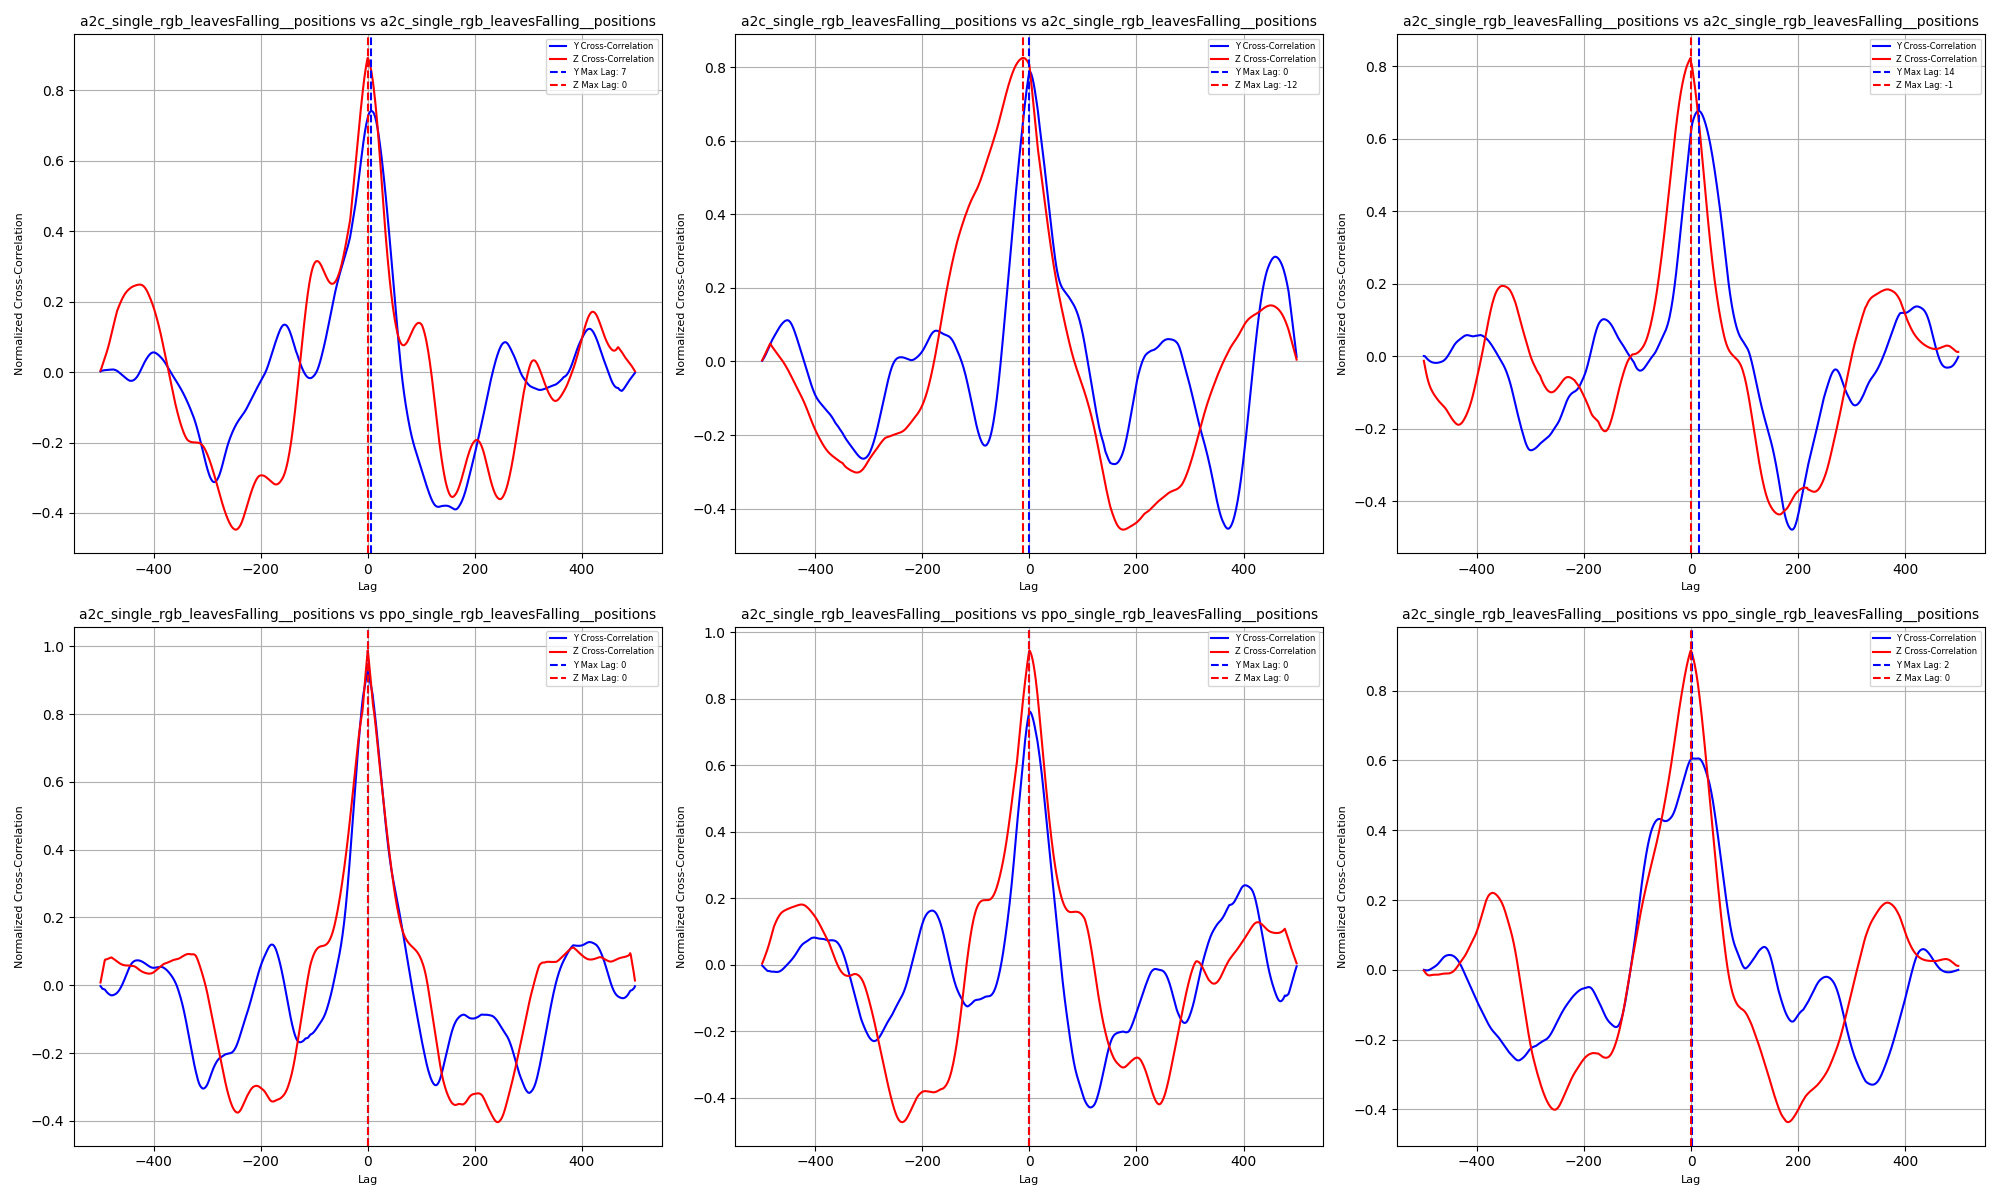 a2c_single_rgb_leavesFalling__positions vs a2c_single_rgb_leavesFalling__positions
Normalized Cross-Correlation
0.8
0.6
0.4
0.2
0.0
−0.2
−0.4
−400
−200
0
200
400
Lag
Y Cross-Correlation
Z Cross-Correlation
Y Max Lag: 7
Z Max Lag: 0
a2c_single_rgb_leavesFalling__positions vs a2c_single_rgb_leavesFalling__positions
Normalized Cross-Correlation
0.8
0.6
0.4
0.2
0.0
−0.2
−0.4
−400
−200
0
200
400
Lag
Y Cross-Correlation
Z Cross-Correlation
Y Max Lag: 0
Z Max Lag: -12
a2c_single_rgb_leavesFalling__positions vs a2c_single_rgb_leavesFalling__positions
Normalized Cross-Correlation
0.8
0.6
0.4
0.2
0.0
−0.2
−0.4
−400
−200
0
200
400
Lag
Y Cross-Correlation
Z Cross-Correlation
Y Max Lag: 14
Z Max Lag: -1
a2c_single_rgb_leavesFalling__positions vs ppo_single_rgb_leavesFalling__positions
Normalized Cross-Correlation
1.0
0.8
0.6
0.4
0.2
0.0
−0.2
−0.4
−400
−200
0
200
400
Lag
Y Cross-Correlation
Z Cross-Correlation
Y Max Lag: 0
Z Max Lag: 0
a2c_single_rgb_leavesFalling__positions vs ppo_single_rgb_leavesFalling__positions
Normalized Cross-Correlation
1.0
0.8
0.6
0.4
0.2
0.0
−0.2
−0.4
−400
−200
0
200
400
Lag
Y Cross-Correlation
Z Cross-Correlation
Y Max Lag: 0
Z Max Lag: 0
a2c_single_rgb_leavesFalling__positions vs ppo_single_rgb_leavesFalling__positions
Normalized Cross-Correlation
0.8
0.6
0.4
0.2
0.0
−0.2
−0.4
−400
−200
0
200
400
Lag
Y Cross-Correlation
Z Cross-Correlation
Y Max Lag: 2
Z Max Lag: 0